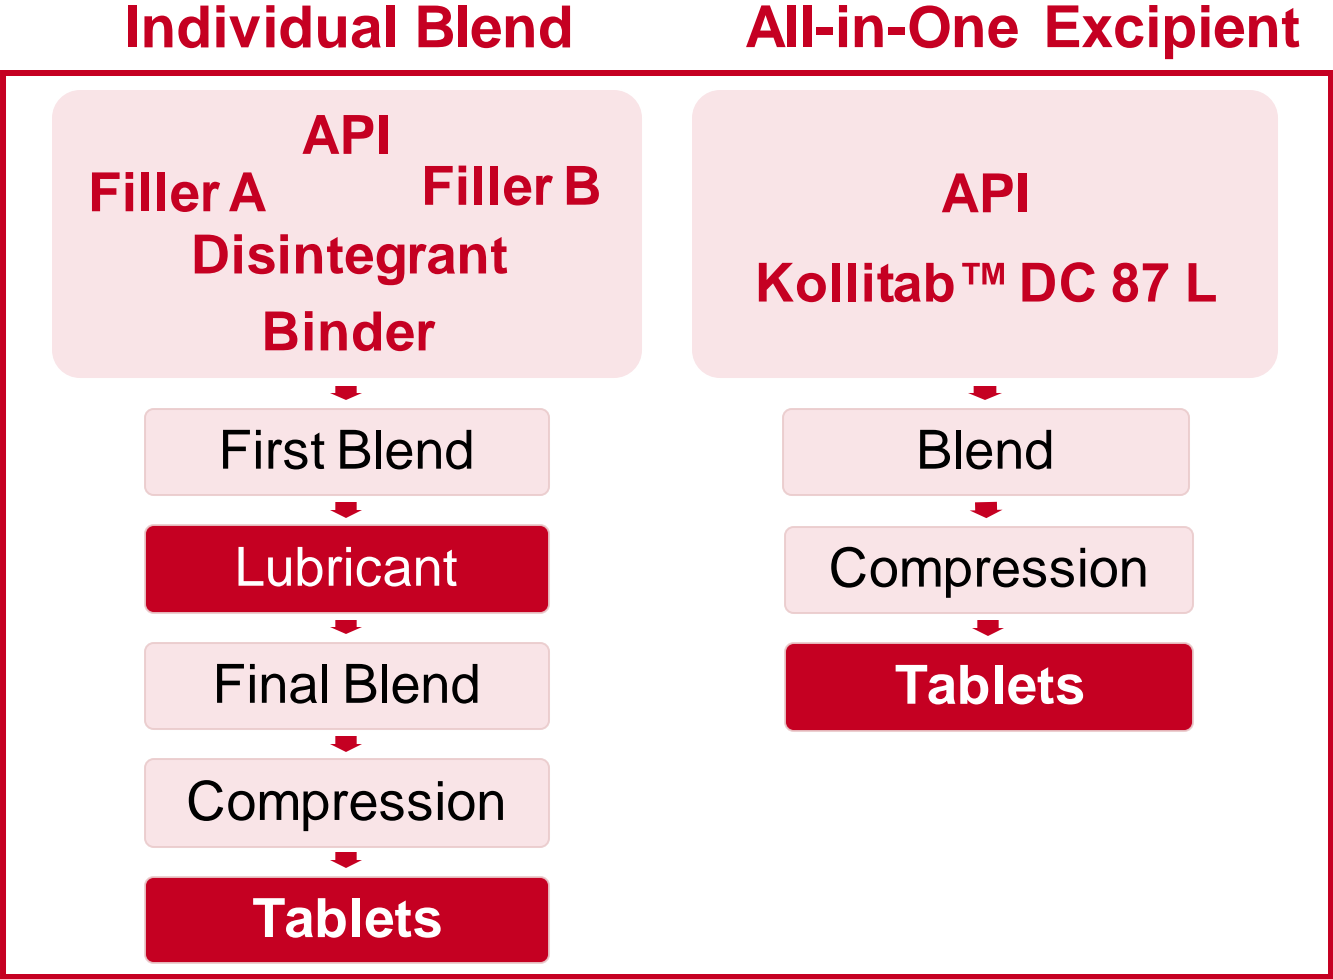 Individual Blend
All-in-One Excipient
API
Filler A
Filler B
Disintegrant
Binder
First Blend
Lubricant
Final Blend
Compression
Tablets
API
Kollitab™ DC 87 L
Blend
Compression
Tablets